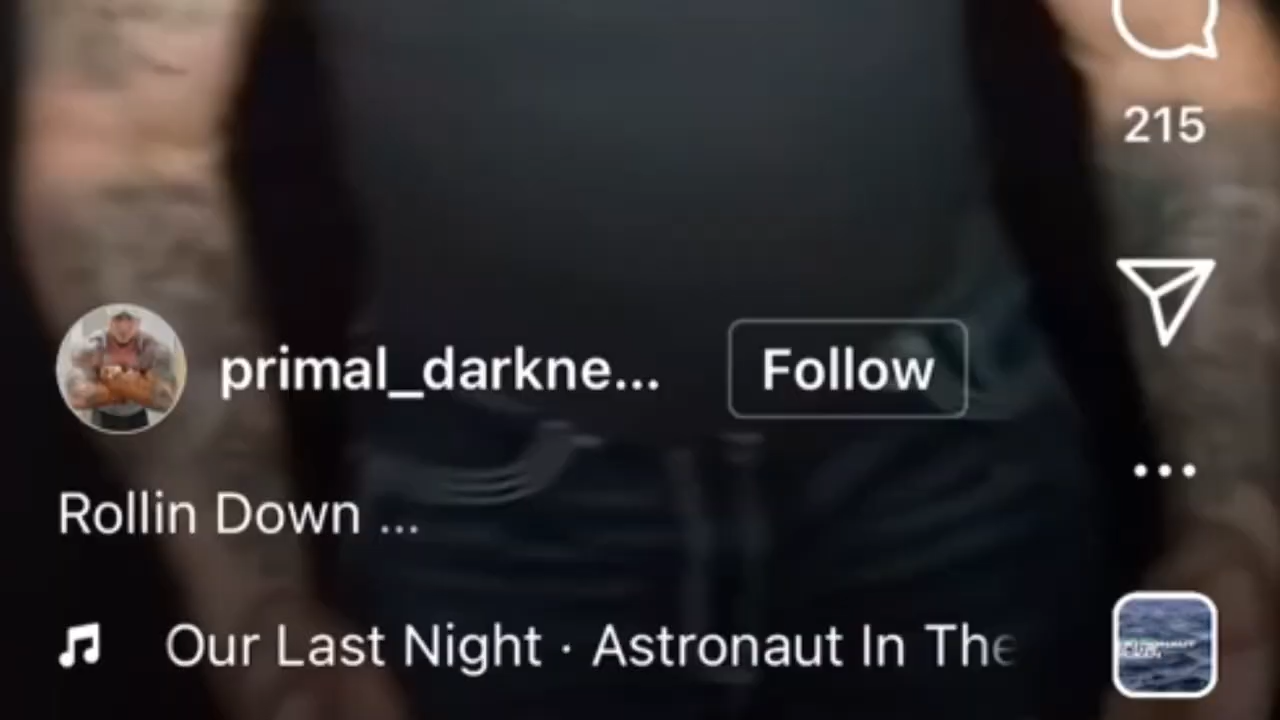 215
primal_darkne...
Follow
Rollin Down ...
Our Last Night · Astronaut In The